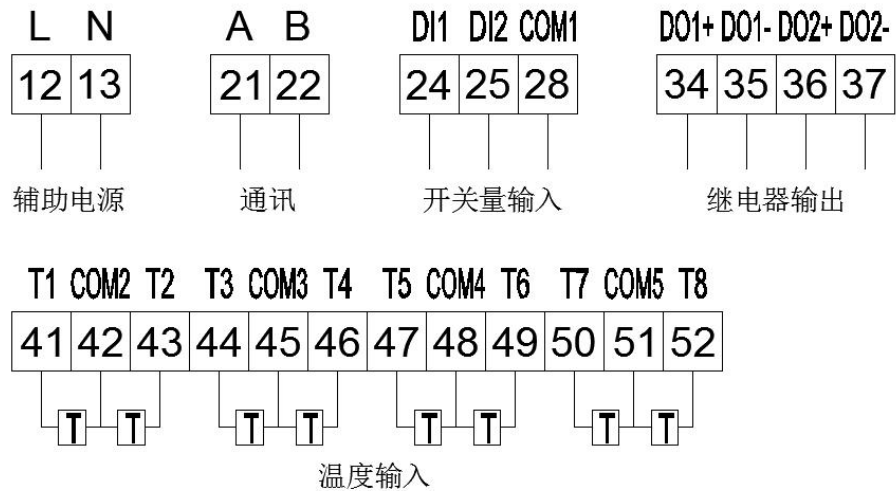 L N A B DI1 DI2 COM1 DO1+ DO1- DO2+ DO2-
12 13 21 22 24 25 28 34 35 36 37
辅助电源 通讯 开关量输入 继电器输出
T1 COM2 T2 T3 COM3 T4 T5 COM4 T6 T7 COM5 T8
41 42 43 44 45 46 47 48 49 50 51 52
T T T T T T T T
温度输入